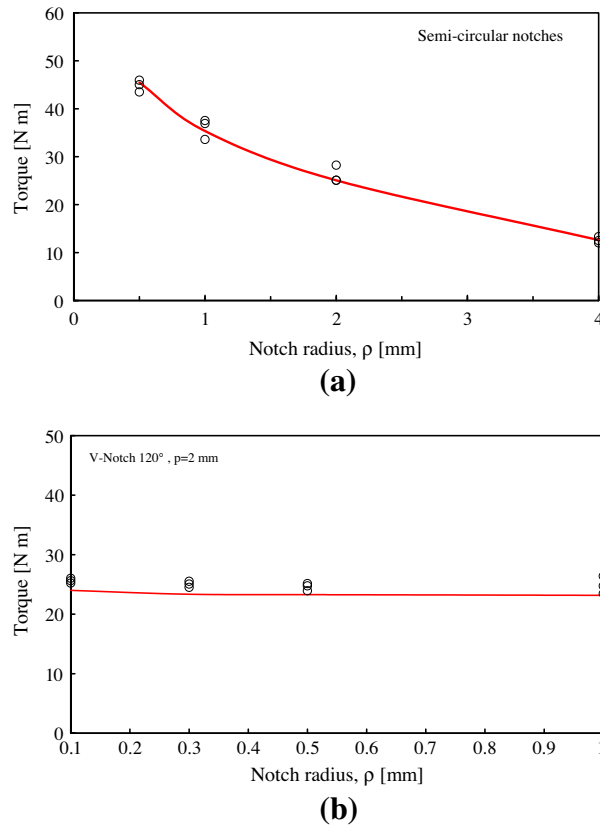 60
50
40
30
20
10
0
Torque [N m]
Semi-circular notches
0 1 2 3 4
Notch radius, ρ [mm]
(a)
50
40
30
20
10
0
Torque [N m]
V-Notch 120° , p=2 mm
0.1 0.2 0.3 0.4 0.5 0.6 0.7 0.8 0.9 1
Notch radius, ρ [mm]
(b)